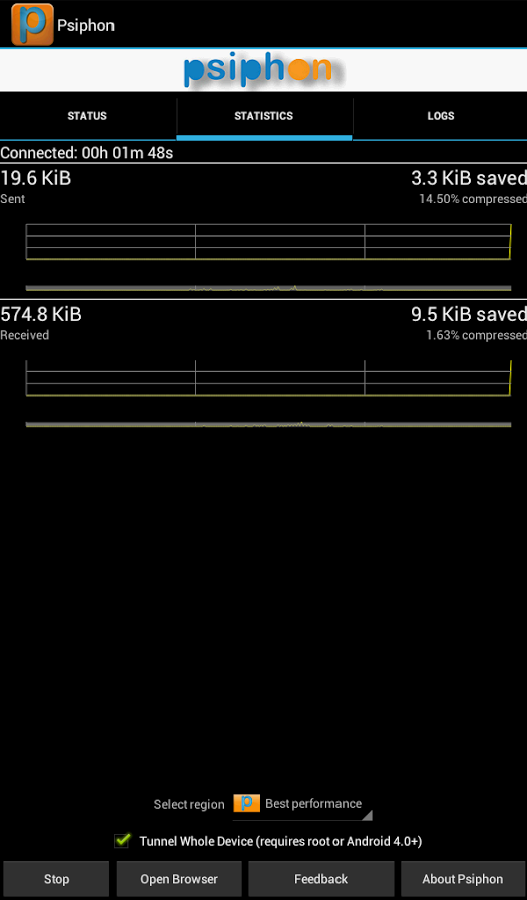 Psiphon
psiphon
STATUS STATISTICS LOGS
Connected: 00h 01m 48s
19.6 KiB 3.3 KiB saved
Sent 14.50% compressed
574.8 KiB 9.5 KiB saved
Received 1.63% compressed
Select region Best performance
Tunnel Whole Device (requires root or Android 4.0+)
Stop Open Browser Feedback About Psiphon